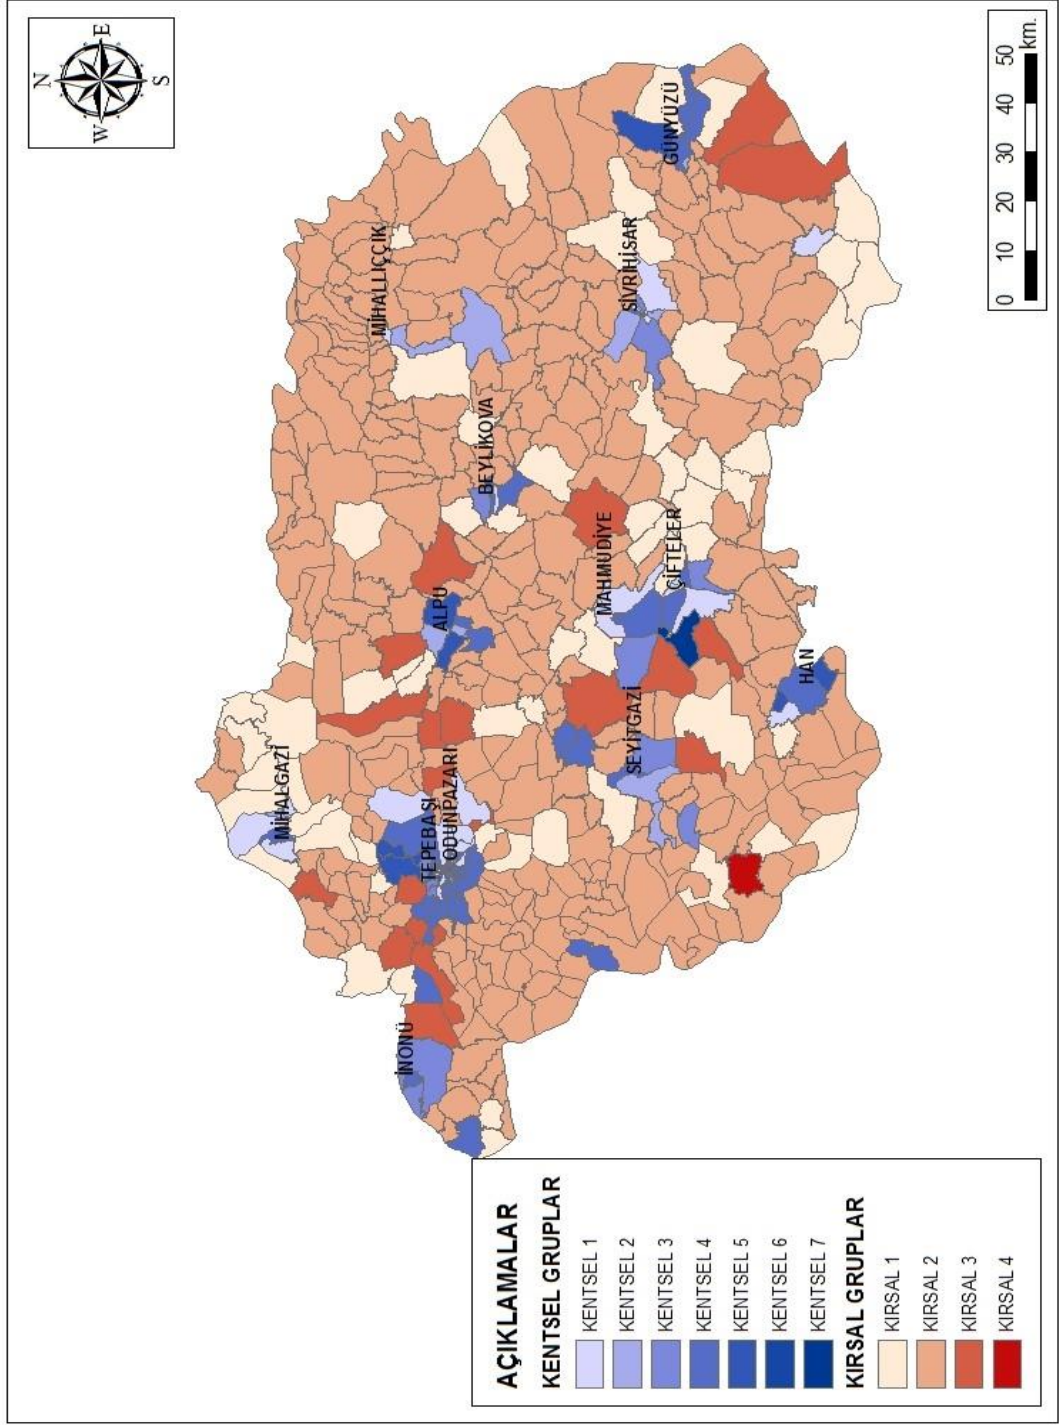 N
E
W
S
MİHALGAZİ
MİHALLIÇÇIK
ALPU
BEYLİKOVA
TEPEBAŞI
ODUNPAZARI
İNÖNÜ
GÜNYÜZÜ
SİVRİHİSAR
MAHMUDİYE
ÇİFTELER
SEYİTGAZİ
HAN
AÇIKLAMALAR
KENTSEL GRUPLAR
KENTSEL 1
KENTSEL 2
KENTSEL 3
KENTSEL 4
KENTSEL 5
KENTSEL 6
KENTSEL 7
KIRSAL GRUPLAR
KIRSAL 1
KIRSAL 2
KIRSAL 3
KIRSAL 4
0 10 20 30 40 50
km.